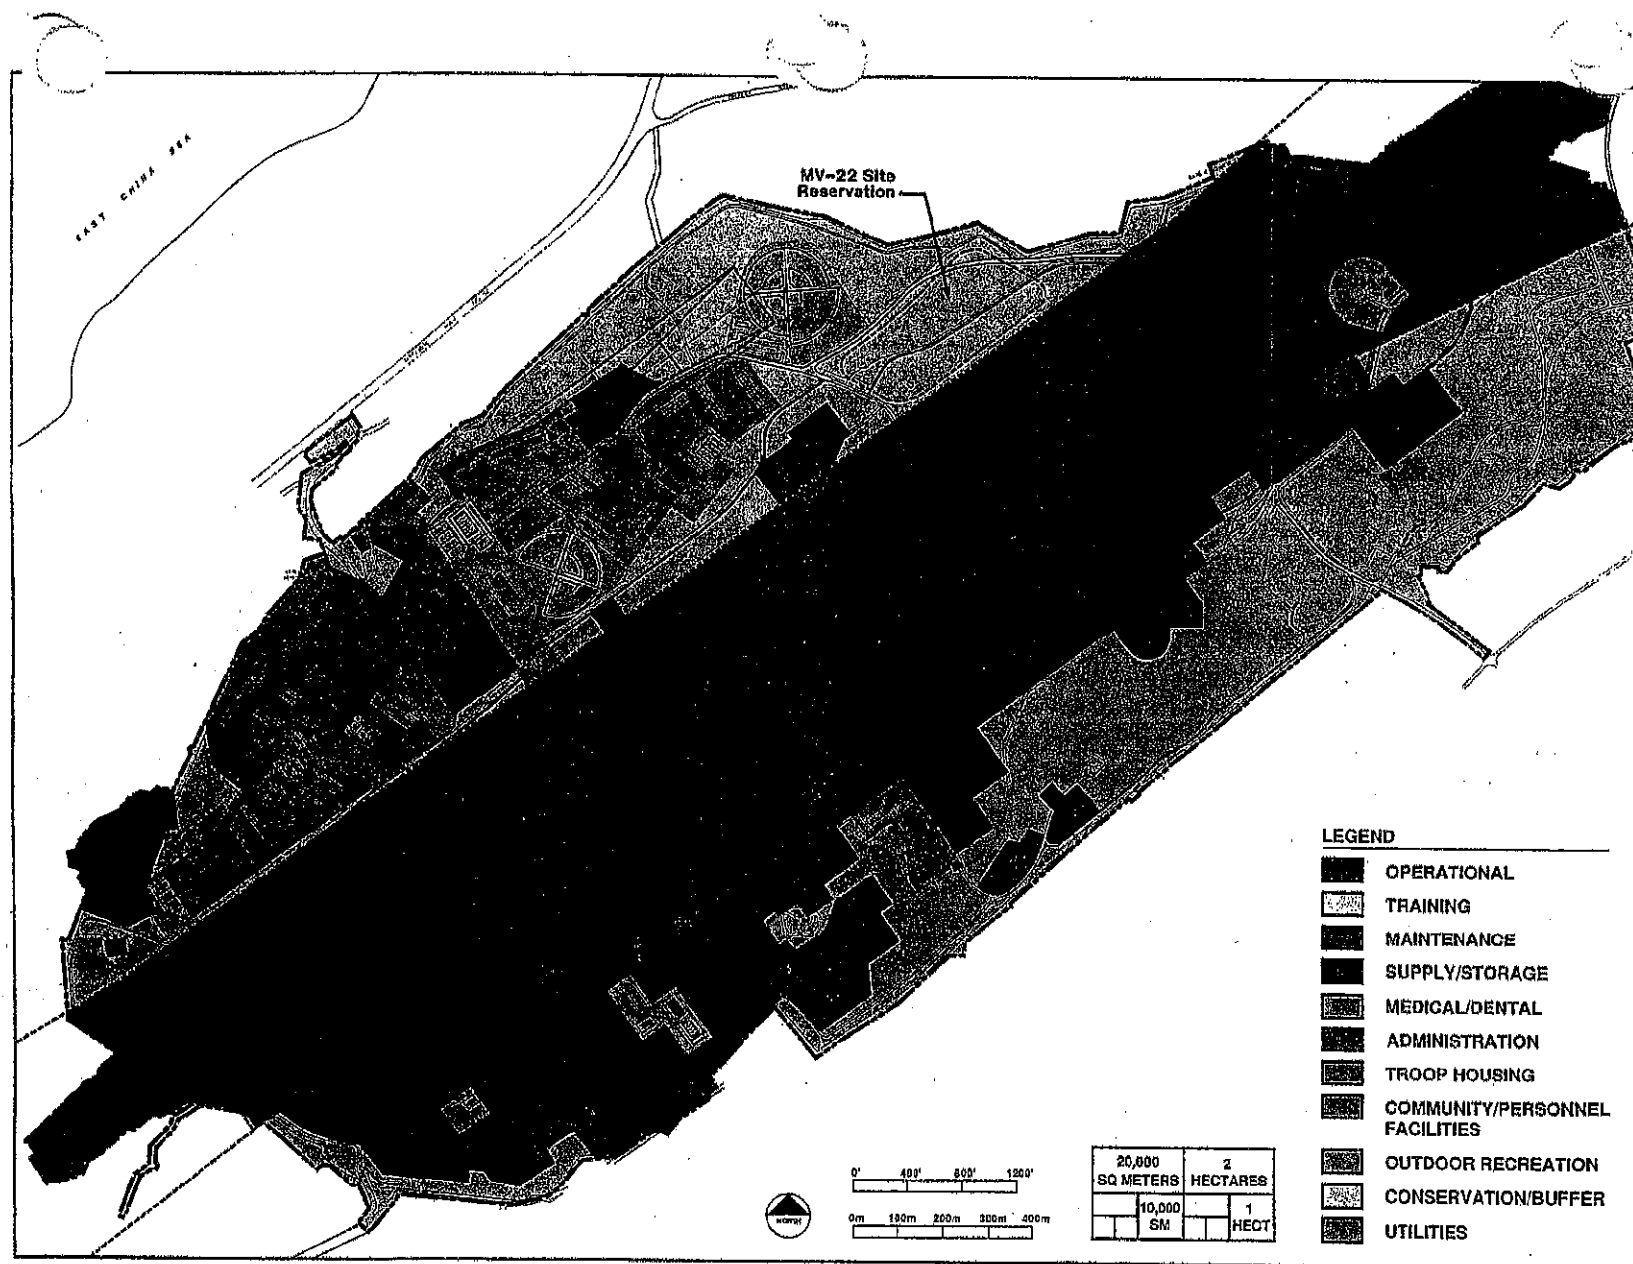 EAST CHINA SEA
MV-22 Site
Reservation
LEGEND
OPERATIONAL
TRAINING
MAINTENANCE
SUPPLY/STORAGE
MEDICAL/DENTAL
ADMINISTRATION
TROOP HOUSING
COMMUNITY/PERSONNEL
FACILITIES
OUTDOOR RECREATION
CONSERVATION/BUFFER
UTILITIES
NORTH
0' 400' 800' 1200'
0m 100m 200m 300m 400m
20,000
SQ METERS
2
HECTARES
10,000
SM
1
HECT